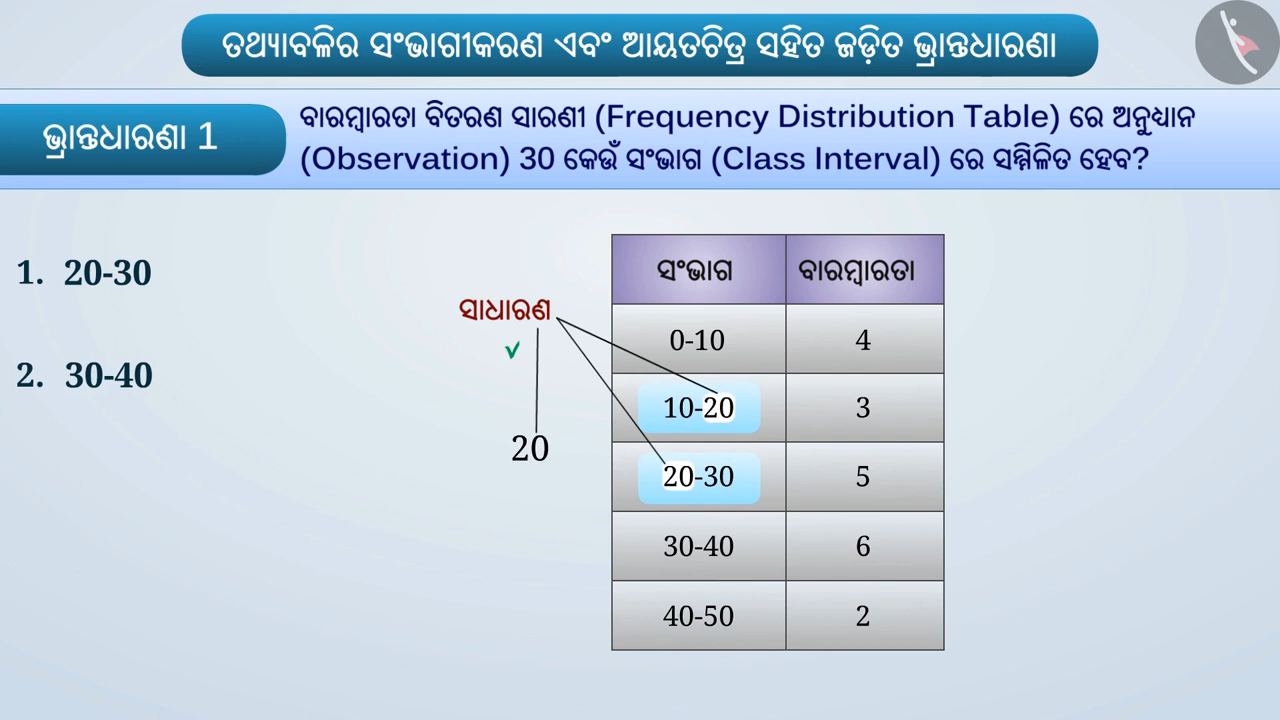 ତଥ୍ୟାବଳିର ସଂଭାଗୀକରଣ ଏବଂ ଆୟତଚିତ୍ର ସହିତ ଜଡ଼ିତ ଭ୍ରାନ୍ତଧାରଣା
ଭ୍ରାନ୍ତଧାରଣା 1
ବାରମ୍ବାରତା ବିତରଣ ସାରଣୀ (Frequency Distribution Table) ରେ ଅନୁଧ୍ୟାନ
(Observation) 30 କେଉଁ ସଂଭାଗ (Class Interval) ରେ ସମ୍ମିଳିତ ହେବ?
1. 20-30
2. 30-40
ସାଧାରଣ
20
ସଂଭାଗ ବାରମ୍ବାରତା
0-10 4
10-20 3
20-30 5
30-40 6
40-50 2